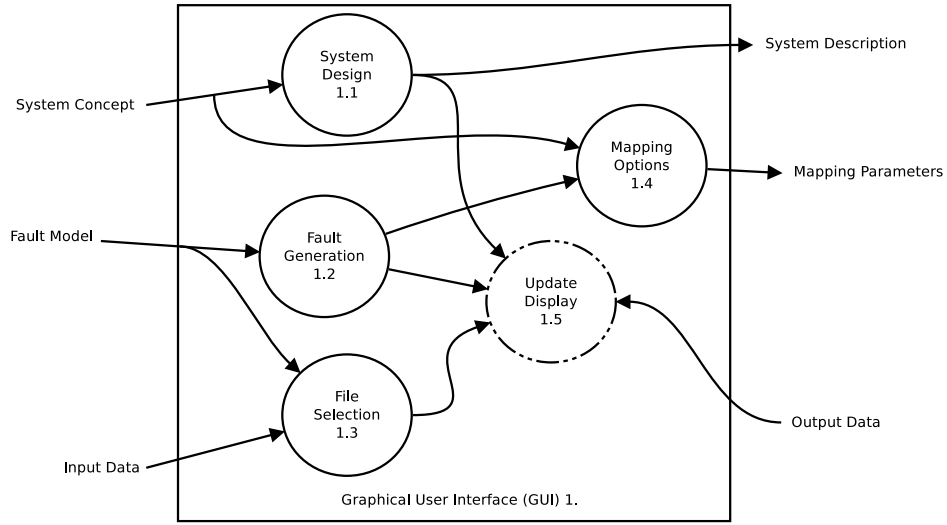 System
Design
1.1
System Description
System Concept
Mapping
Options
1.4
Mapping Parameters
Fault Model
Fault
Generation
1.2
Update
Display
1.5
File
Selection
1.3
Output Data
Input Data
Graphical User Interface (GUI) 1.